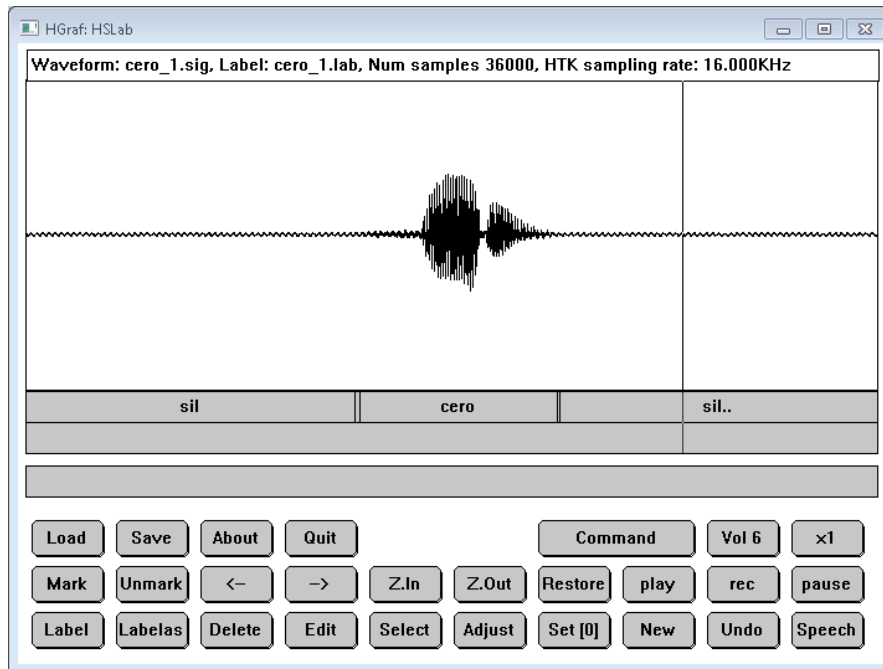 HGraf: HSLab
Waveform: cero_1.sig, Label: cero_1.lab, Num samples 36000, HTK sampling rate: 16.000KHz
sil cero sil..
Load Save About Quit Command Vol 6 x1
Mark Unmark <- -> Z.In Z.Out Restore play rec pause
Label Labelas Delete Edit Select Adjust Set [0] New Undo Speech